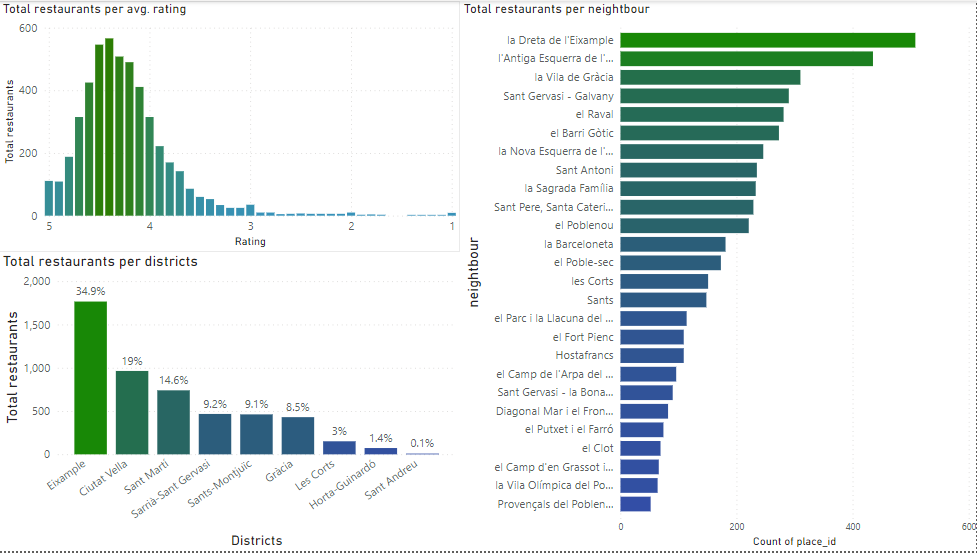 Total restaurants per avg. rating
600
400
200
0
Total restaurants
5 4 3 2 1
Rating
Total restaurants per districts
2,000
1,500
1,000
500
0
Total restaurants
34.9%
19%
14.6%
9.2%
9.1%
8.5%
3%
1.4%
0.1%
Eixample
Ciutat Vella
Sant Martí
Sarrià-Sant Gervasi
Sants-Montjuïc
Gràcia
Les Corts
Horta-Guinardó
Sant Andreu
Districts
Total restaurants per neighbour
neighbour
la Dreta de l'Eixample
l'Antiga Esquerra de l'...
la Vila de Gràcia
Sant Gervasi - Galvany
el Raval
el Barri Gòtic
la Nova Esquerra de l'...
Sant Antoni
la Sagrada Família
Sant Pere, Santa Cateri...
el Poblenou
la Barceloneta
el Poble-sec
les Corts
Sants
el Parc i la Llacuna del ...
el Fort Pienc
Hostafrancs
el Camp de l'Arpa del ...
Sant Gervasi - la Bona...
Diagonal Mar i el Fron...
el Putxet i el Farró
el Clot
el Camp d'en Grassot i...
la Vila Olímpica del Po...
Provençals del Poblen...
0 200 400 600
Count of place_id